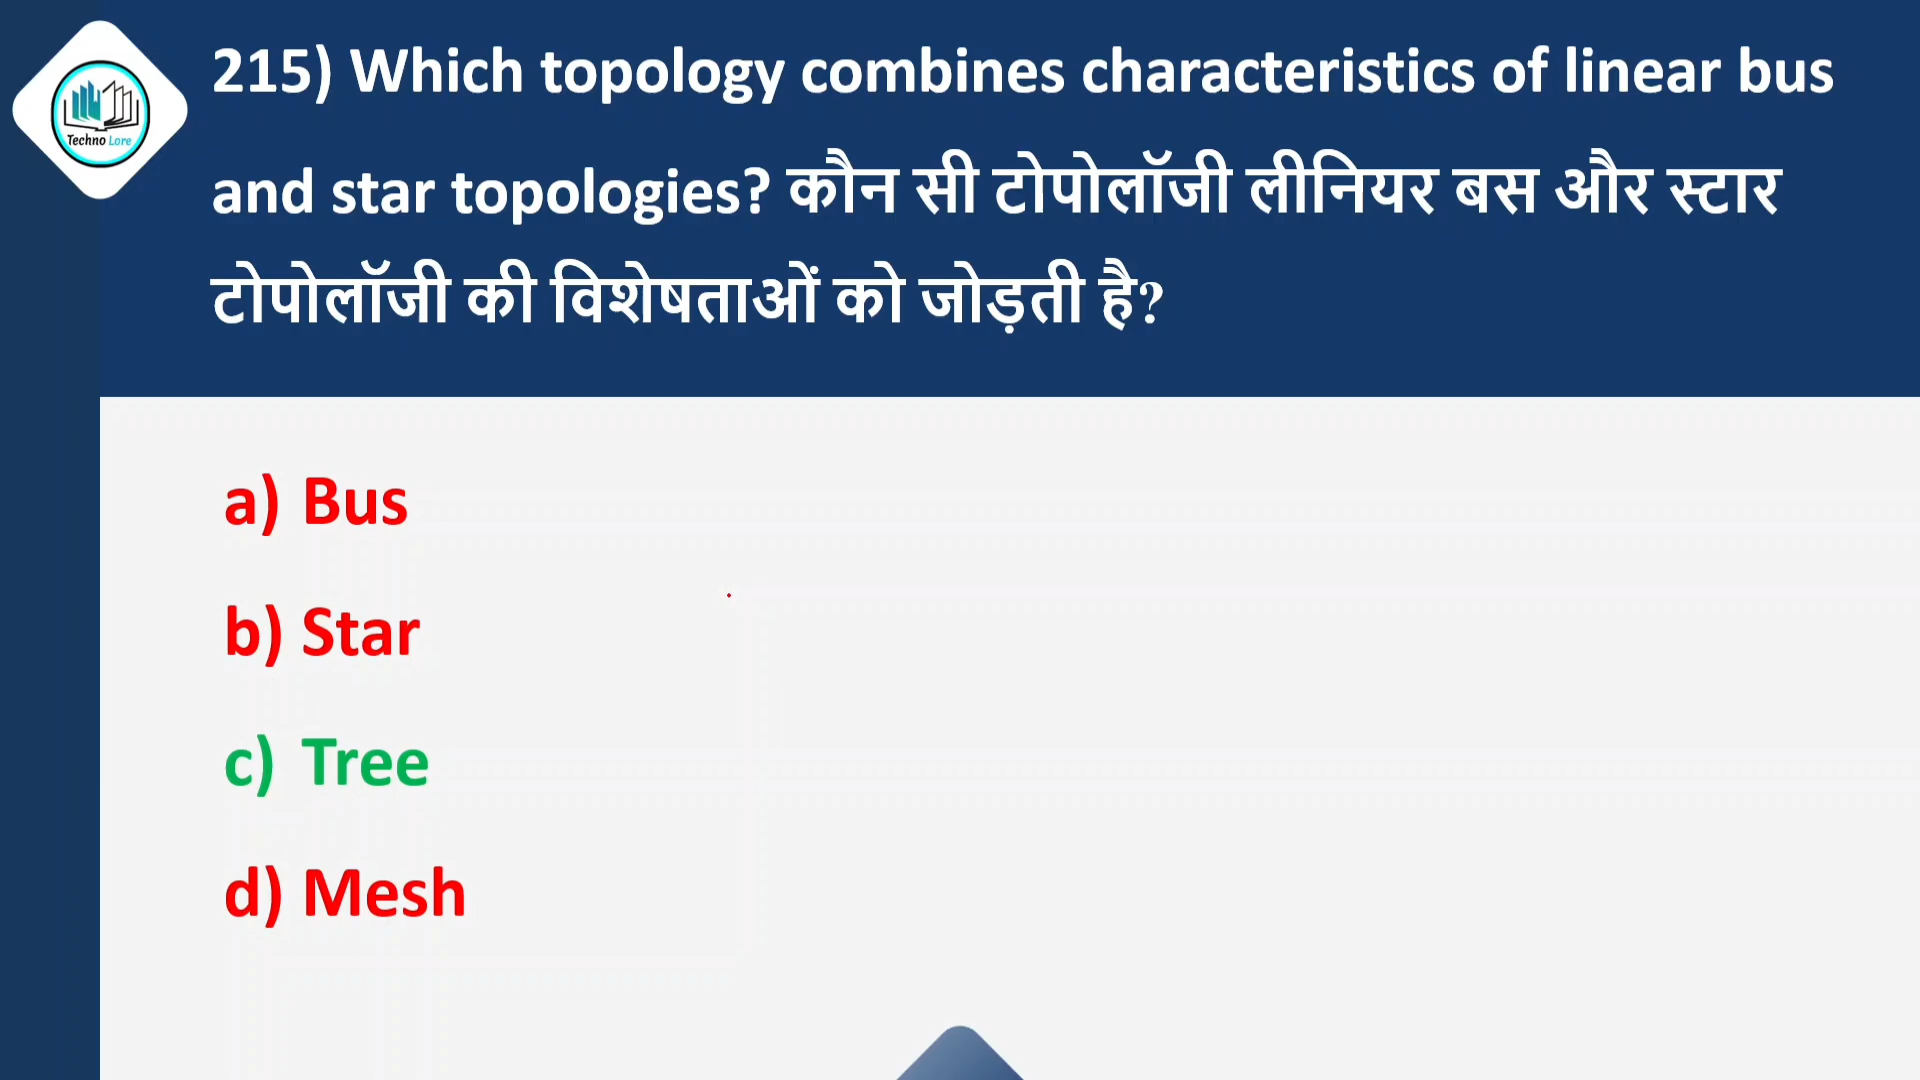 Techno Lore
215) Which topology combines characteristics of linear bus
and star topologies? कौन सी टोपोलॉजी लीनियर बस और स्टार
टोपोलॉजी की विशेषताओं को जोड़ती है?
a) Bus
b) Star
c) Tree
d) Mesh